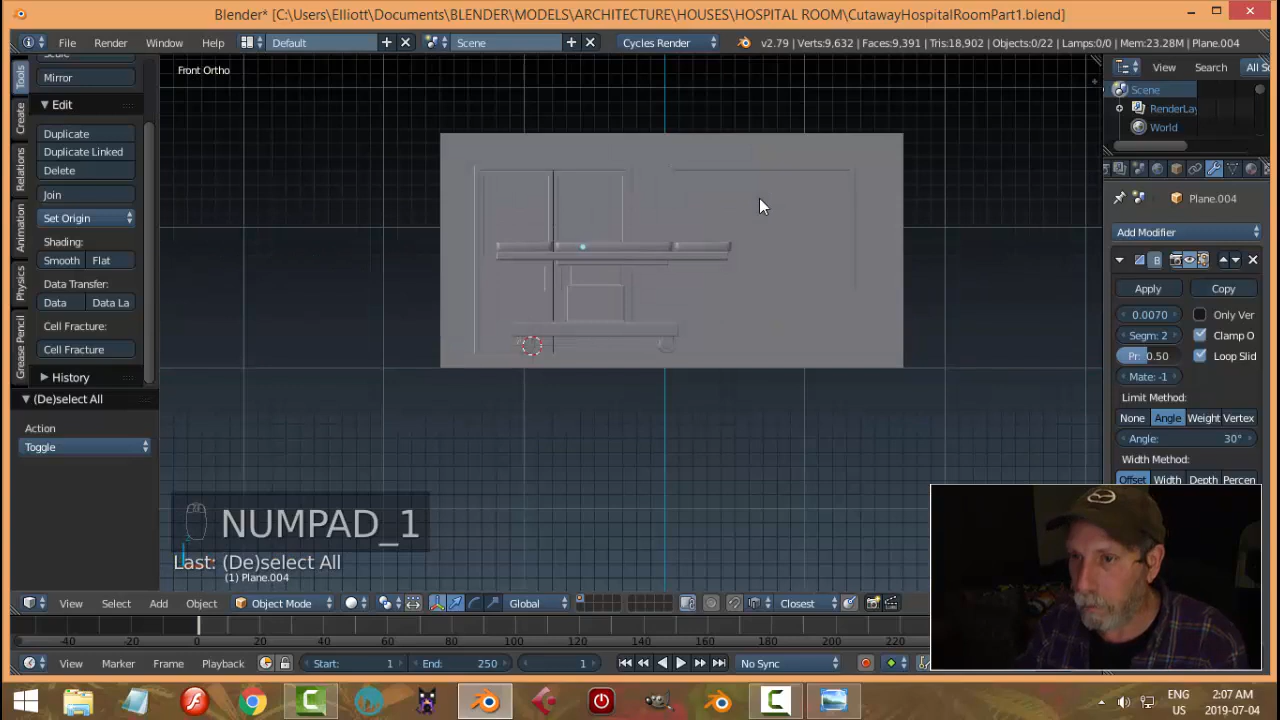 Blender* [C:\Users\Elliott\Documents\BLENDER\MODELS\ARCHITECTURE\HOUSES\HOSPITAL ROOM\CutawayHospitalRoomPart1.blend]
File Render Window Help Default Scene Cycles Render v2.79 | Verts:9,632 | Faces:9,391 | Tris:18,902 | Objects:0/22 | Lamps:0/0 | Mem:23.28M | Plane.004
Front Ortho
View Search All Sc
Scene
RenderLay
World
Tools
Create
Relations
Animation
Physics
Grease Pencil
Mirror
Edit
Duplicate
Duplicate Linked
Delete
Join
Set Origin
Shading:
Smooth Flat
Data Transfer:
Data Data La
Cell Fracture:
Cell Fracture
History
(De)select All
Action
Toggle
Plane.004
Add Modifier
B
Apply Copy
0.0070 Only Ver
Segm: 2 Clamp O
Pr: 0.50 Loop Slid
Mate: -1
Limit Method:
None Angle Weight Vertex
Angle: 30°
Width Method:
Offset Width Depth Percen
NUMPAD_1
Last: (De)select All
(1) Plane.004
View Select Add Object Object Mode Global Closest
-40 -20 0 20 40 60 80 100 120 140 160 180 200 220
View Marker Frame Playback Start: 1 End: 250 1 No Sync
ENG 2:07 AM
US 2019-07-04